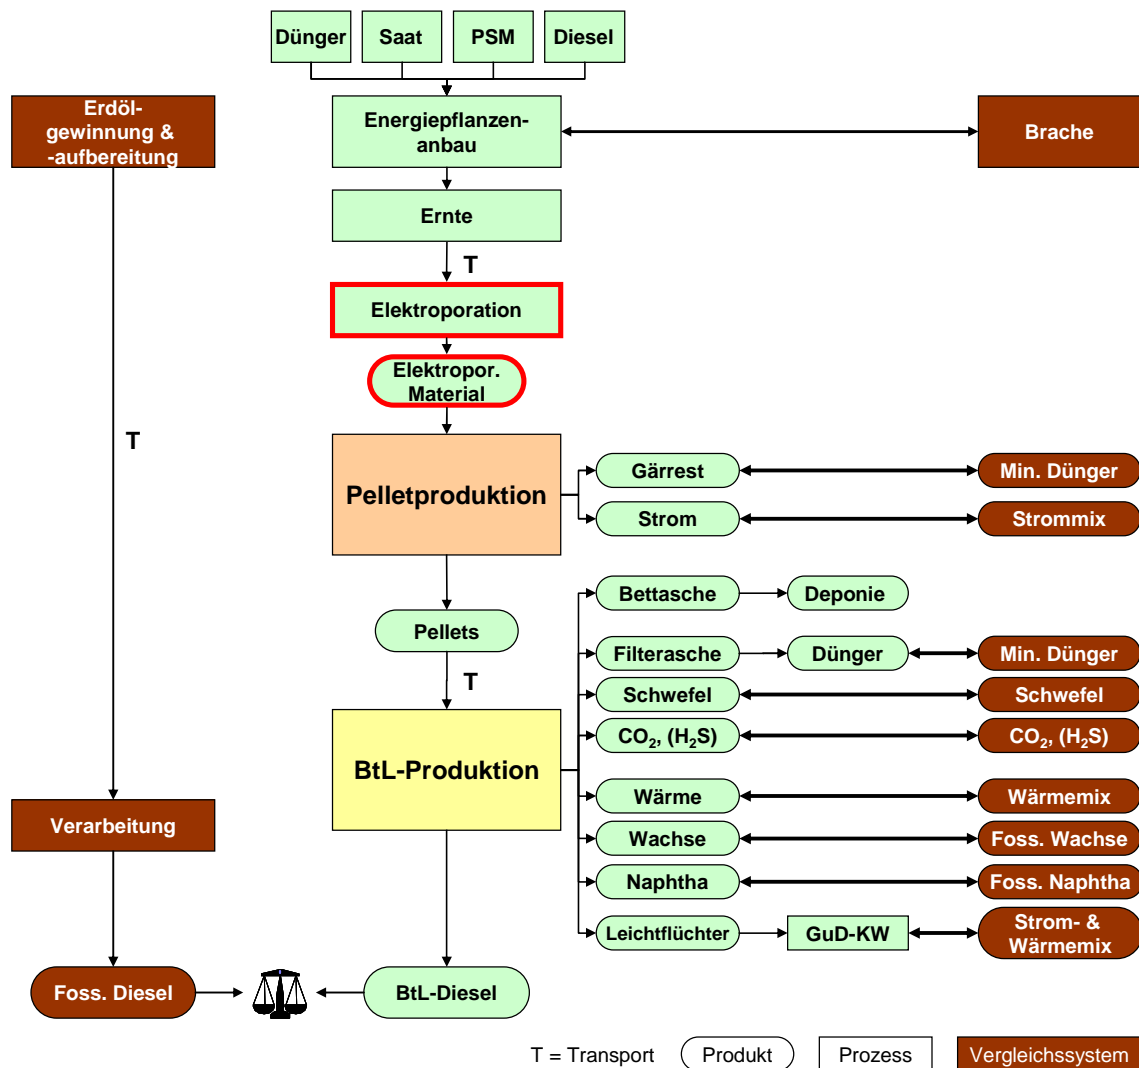 Dünger
Saat
PSM
Diesel
Erdöl-
gewinnung &
-aufbereitung
Energiepflanzen-
anbau
Brache
Ernte
T
Elektroporation
Elektropor.
Material
T
Pelletproduktion
Gärrest
Min. Dünger
Strom
Strommix
Bettasche
Deponie
Pellets
Filterasche
Dünger
Min. Dünger
T
Schwefel
Schwefel
CO₂, (H₂S)
CO₂, (H₂S)
BtL-Produktion
Wärme
Wärmemix
Verarbeitung
Wachse
Foss. Wachse
Naphtha
Foss. Naphtha
Leichtflüchter
GuD-KW
Strom- &
Wärmemix
Foss. Diesel
BtL-Diesel
T = Transport
Produkt
Prozess
Vergleichssystem